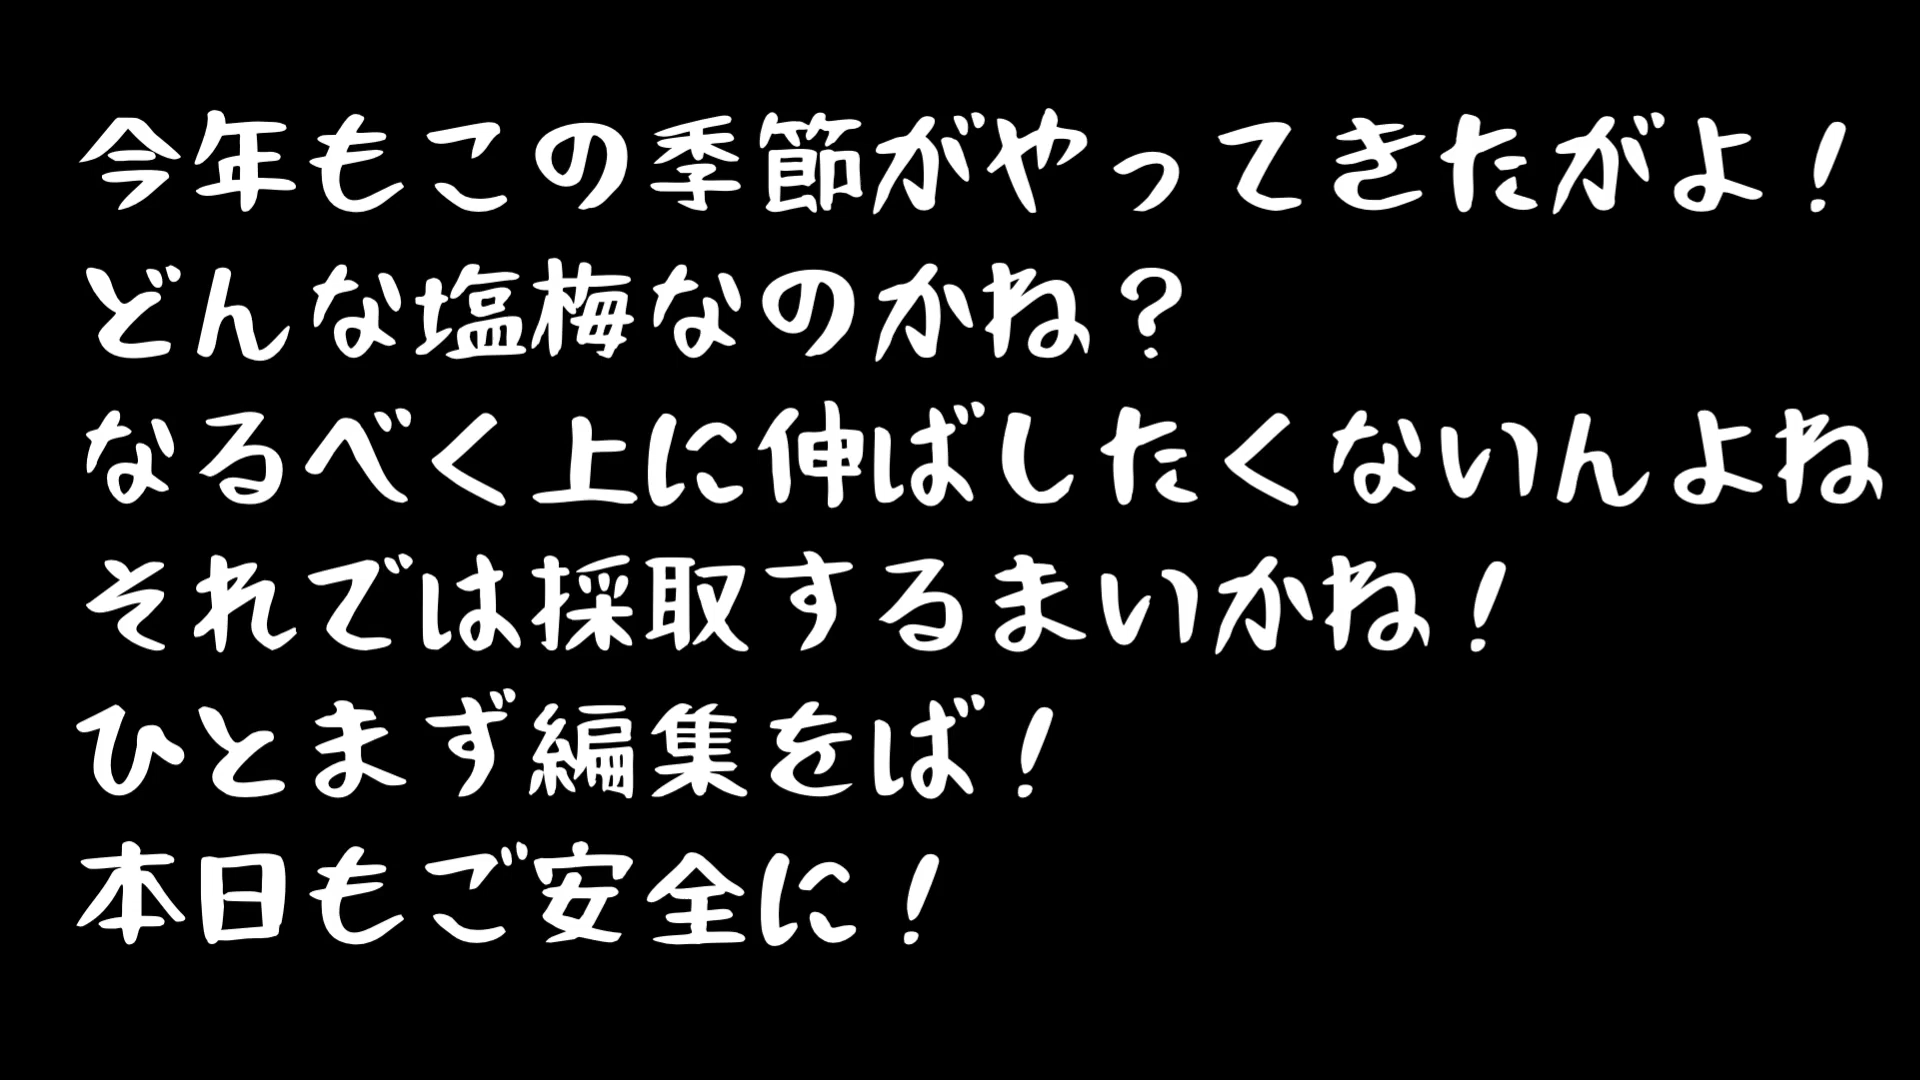 今年もこの季節がやってきたがよ！
どんな塩梅なのかね？
なるべく上に伸ばしたくないんよね
それでは採取するまいかね！
ひとまず編集をば！
本日もご安全に！